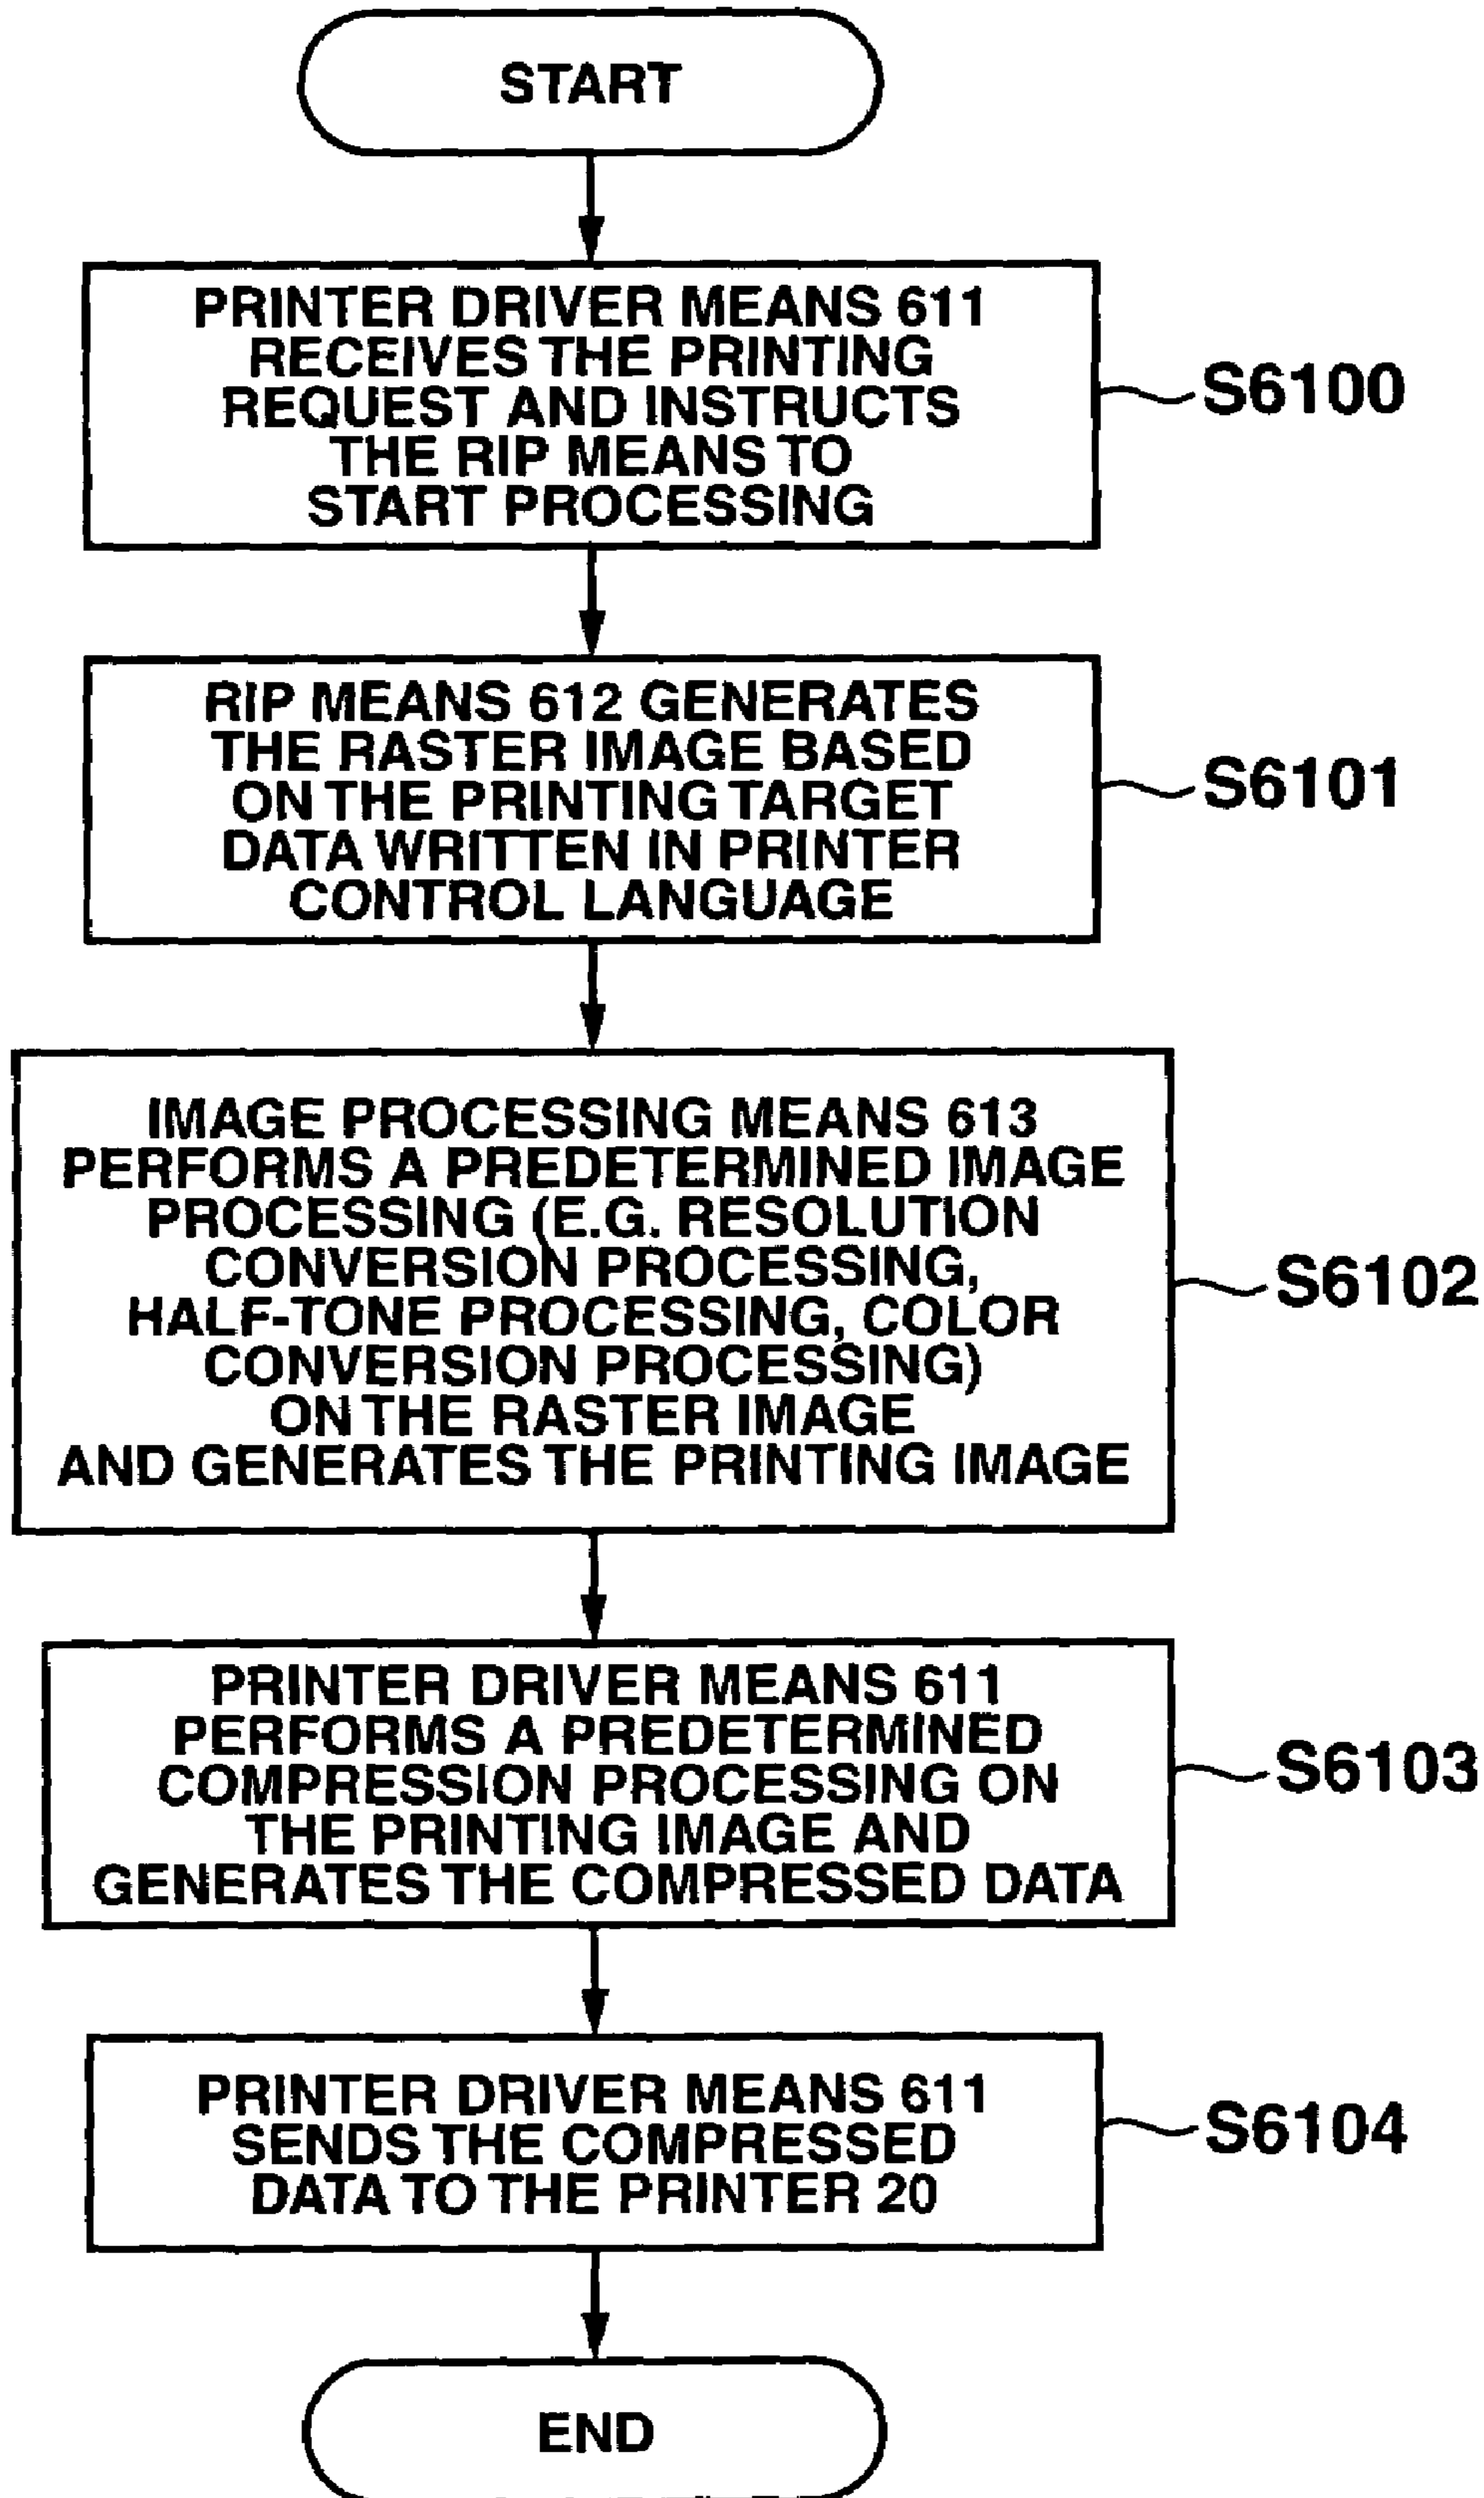 START
PRINTER DRIVER MEANS 611
RECEIVES THE PRINTING
REQUEST AND INSTRUCTS
THE RIP MEANS TO
START PROCESSING
S6100
RIP MEANS 612 GENERATES
THE RASTER IMAGE BASED
ON THE PRINTING TARGET
DATA WRITTEN IN PRINTER
CONTROL LANGUAGE
S6101
IMAGE PROCESSING MEANS 613
PERFORMS A PREDETERMINED IMAGE
PROCESSING (E.G. RESOLUTION
CONVERSION PROCESSING,
HALF-TONE PROCESSING, COLOR
CONVERSION PROCESSING)
ON THE RASTER IMAGE
AND GENERATES THE PRINTING IMAGE
S6102
PRINTER DRIVER MEANS 611
PERFORMS A PREDETERMINED
COMPRESSION PROCESSING ON
THE PRINTING IMAGE AND
GENERATES THE COMPRESSED DATA
S6103
PRINTER DRIVER MEANS 611
SENDS THE COMPRESSED
DATA TO THE PRINTER 20
S6104
END